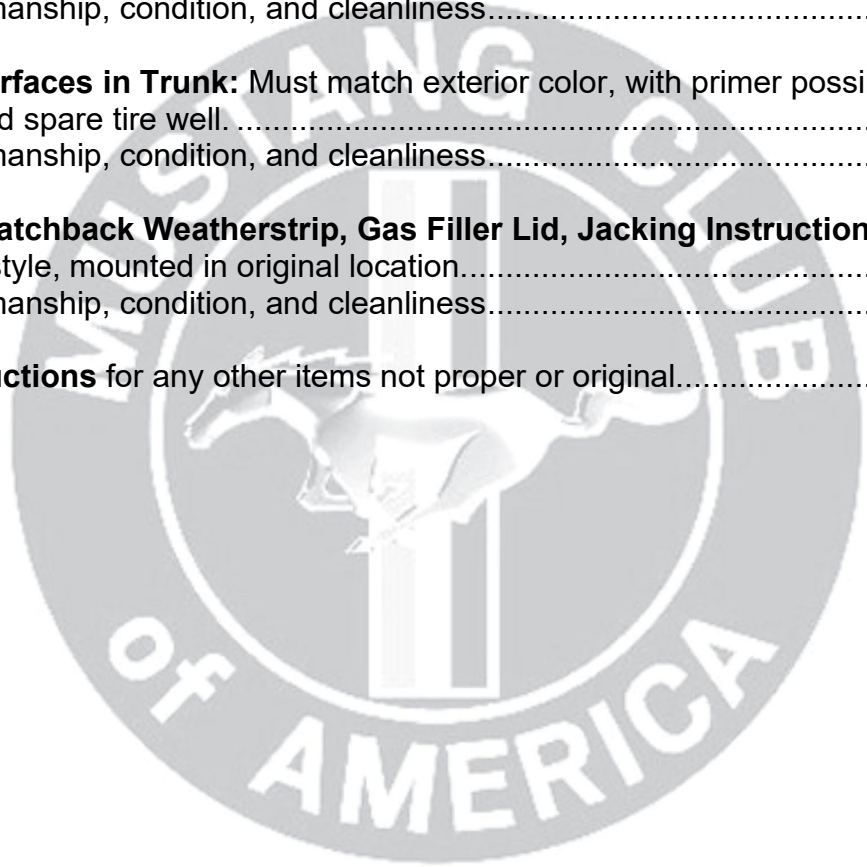 manship, condition, and cleanliness..........................................
rfaces in Trunk: Must match exterior color, with primer possi
d spare tire well. ......................................................................
manship, condition, and cleanliness..........................................
atchback Weatherstrip, Gas Filler Lid, Jacking Instruction
style, mounted in original location.............................................
manship, condition, and cleanliness..........................................
uctions for any other items not proper or original.....................
MUSTANG CLUB
of
AMERICA